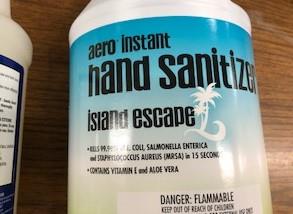 aero instant
hand sanitizer
island escape
• KILLS 99.99% OF E. COLI, SALMONELLA ENTERICA
and STAPHYLOCOCCUS AUREUS (MRSA) in 15 SECONDS
• CONTAINS VITAMIN E and ALOE VERA
DANGER: FLAMMABLE
KEEP OUT OF REACH OF CHILDREN